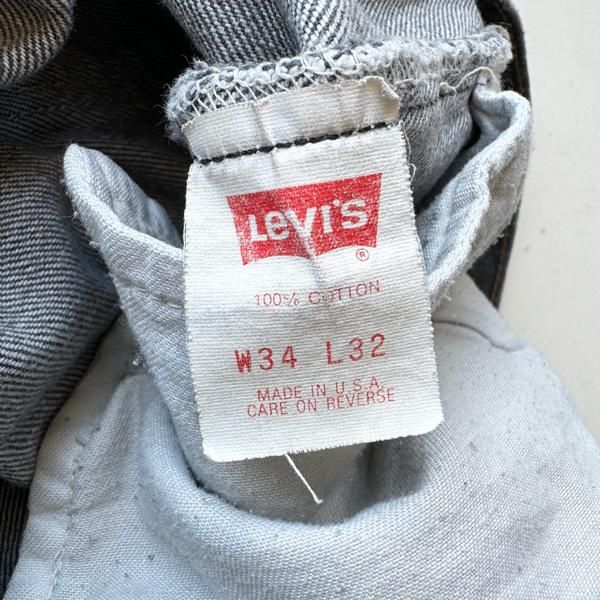 Levi's
®
100% COTTON
W34 L32
MADE IN U.S.A.
CARE ON REVERSE